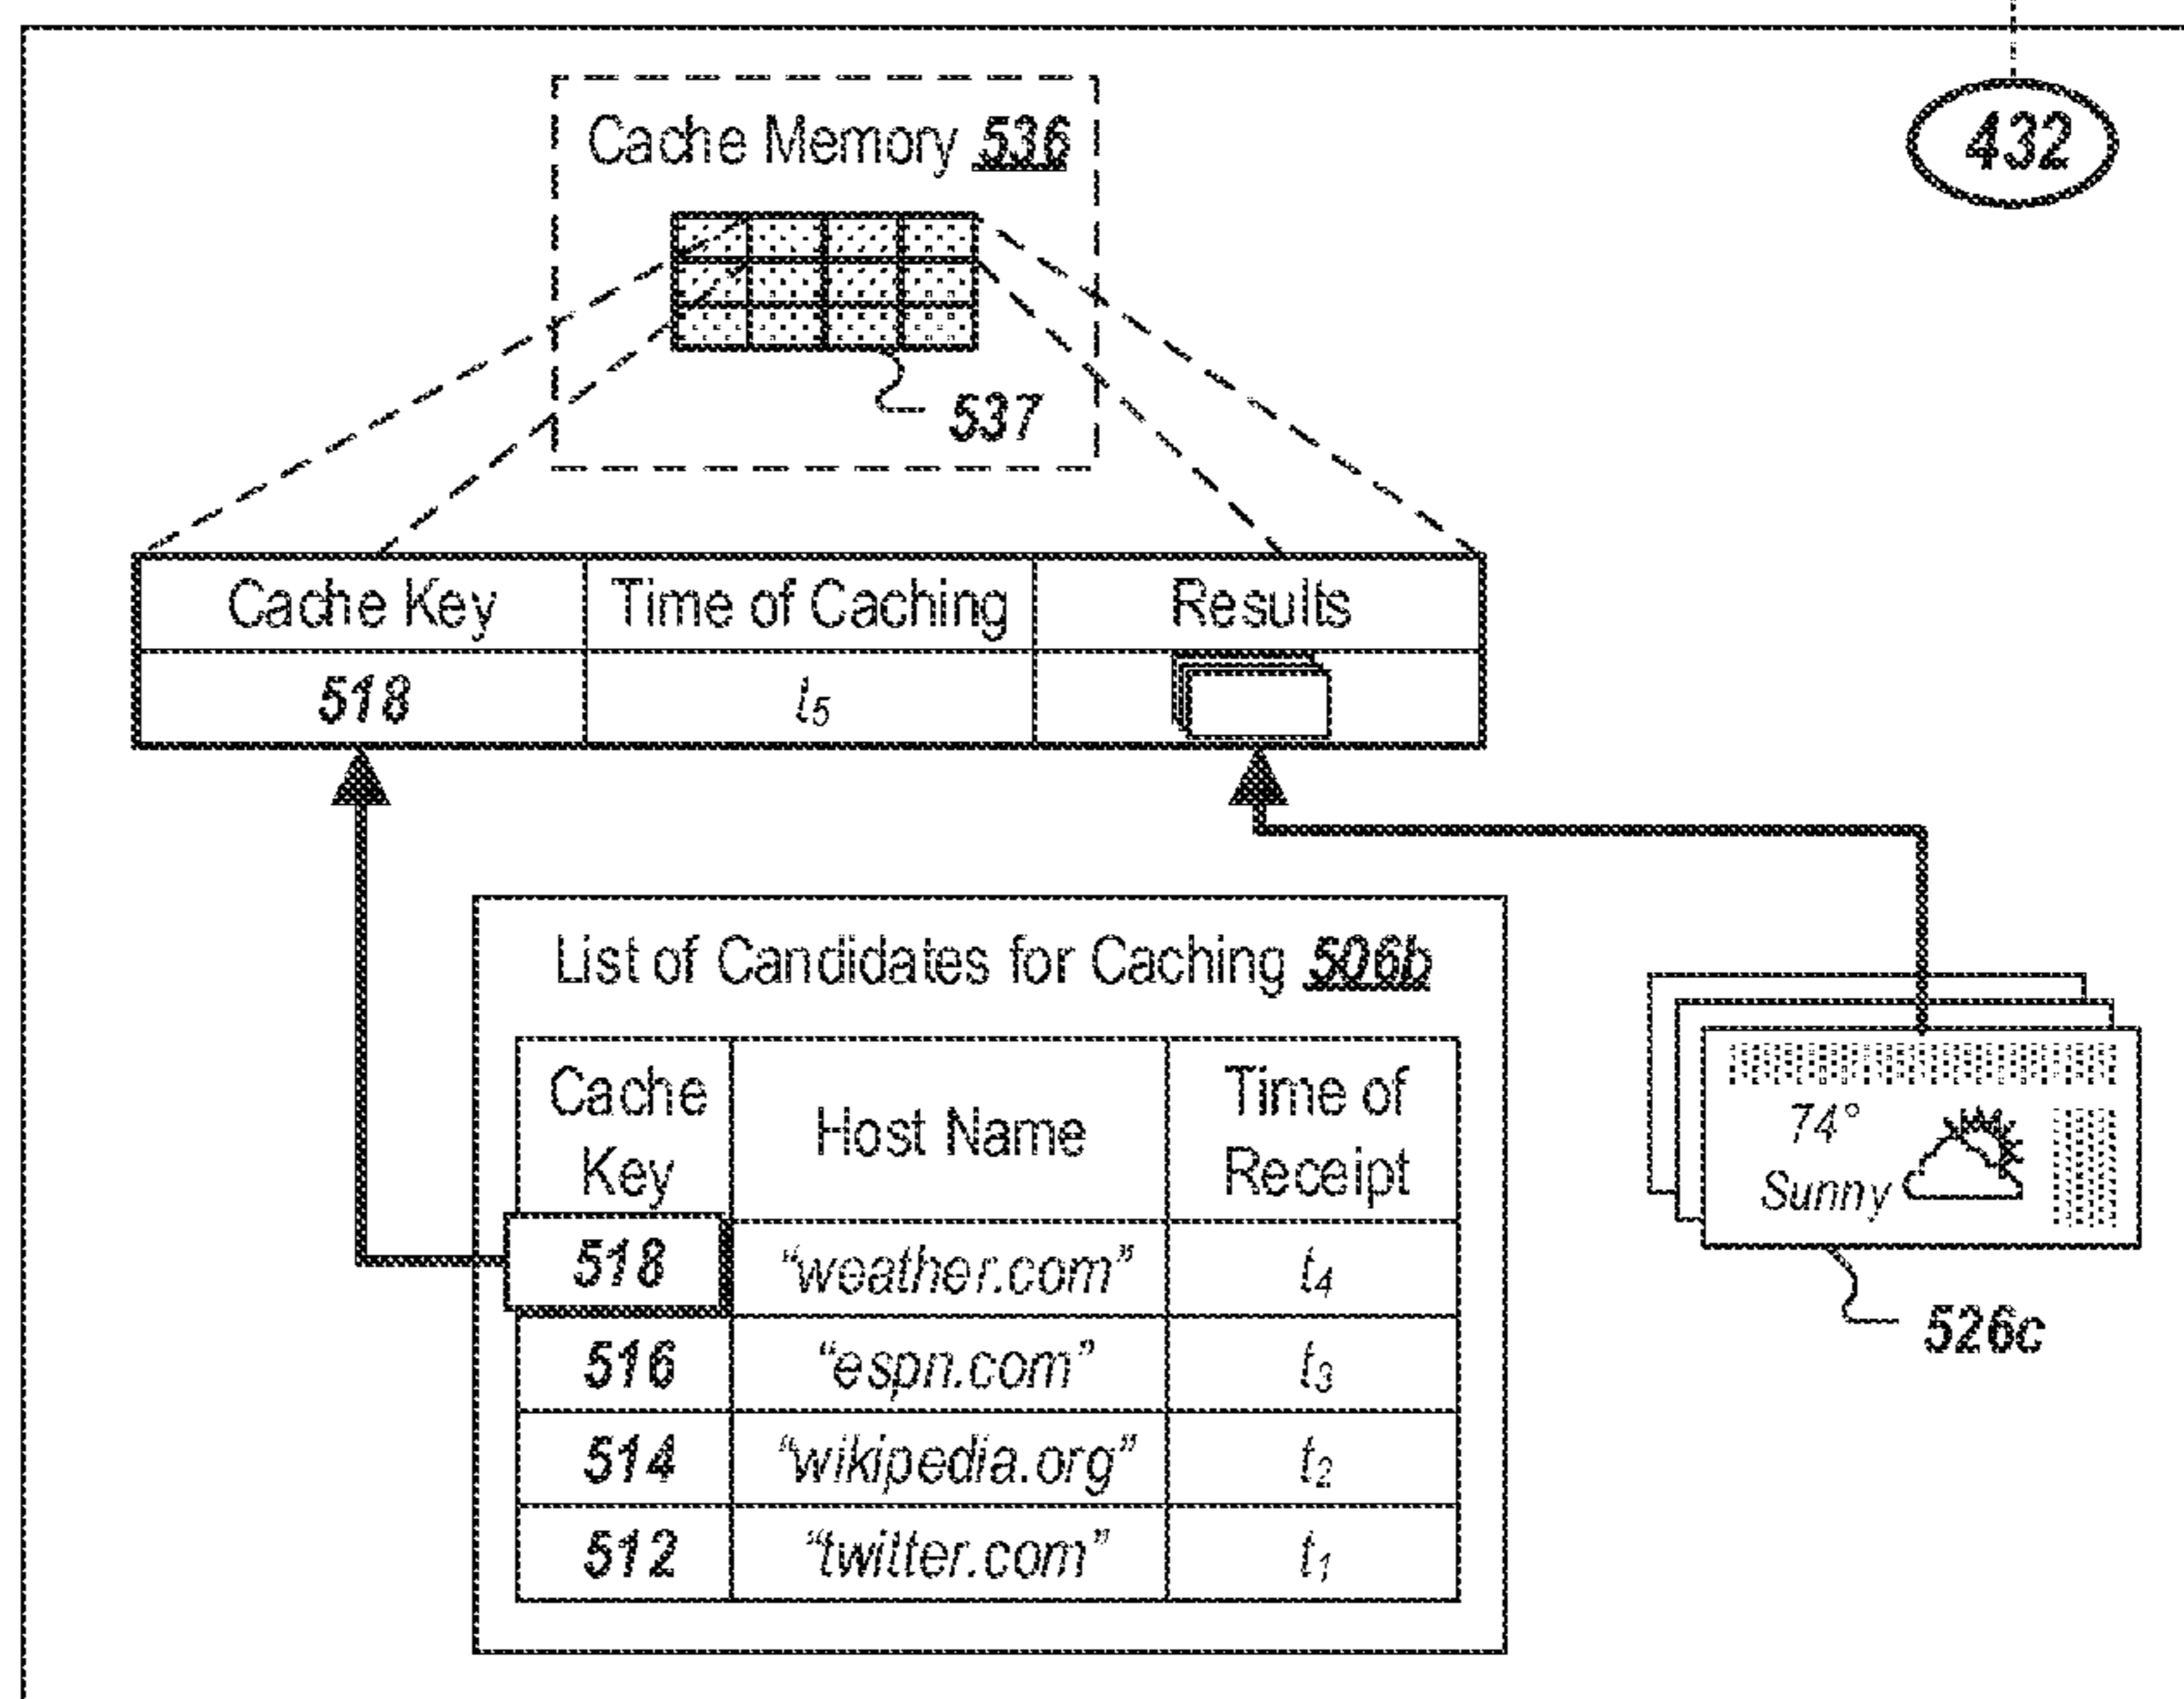 432
Cache Memory 536
537
Cache Key Time of Caching Results
518 t5
List of Candidates for Caching 506b
Cache Key Host Name Time of Receipt
518 “weather.com” t4
516 “espn.com” t3
514 “wikipedia.org” t2
512 “twitter.com” t1
74°
Sunny
526c